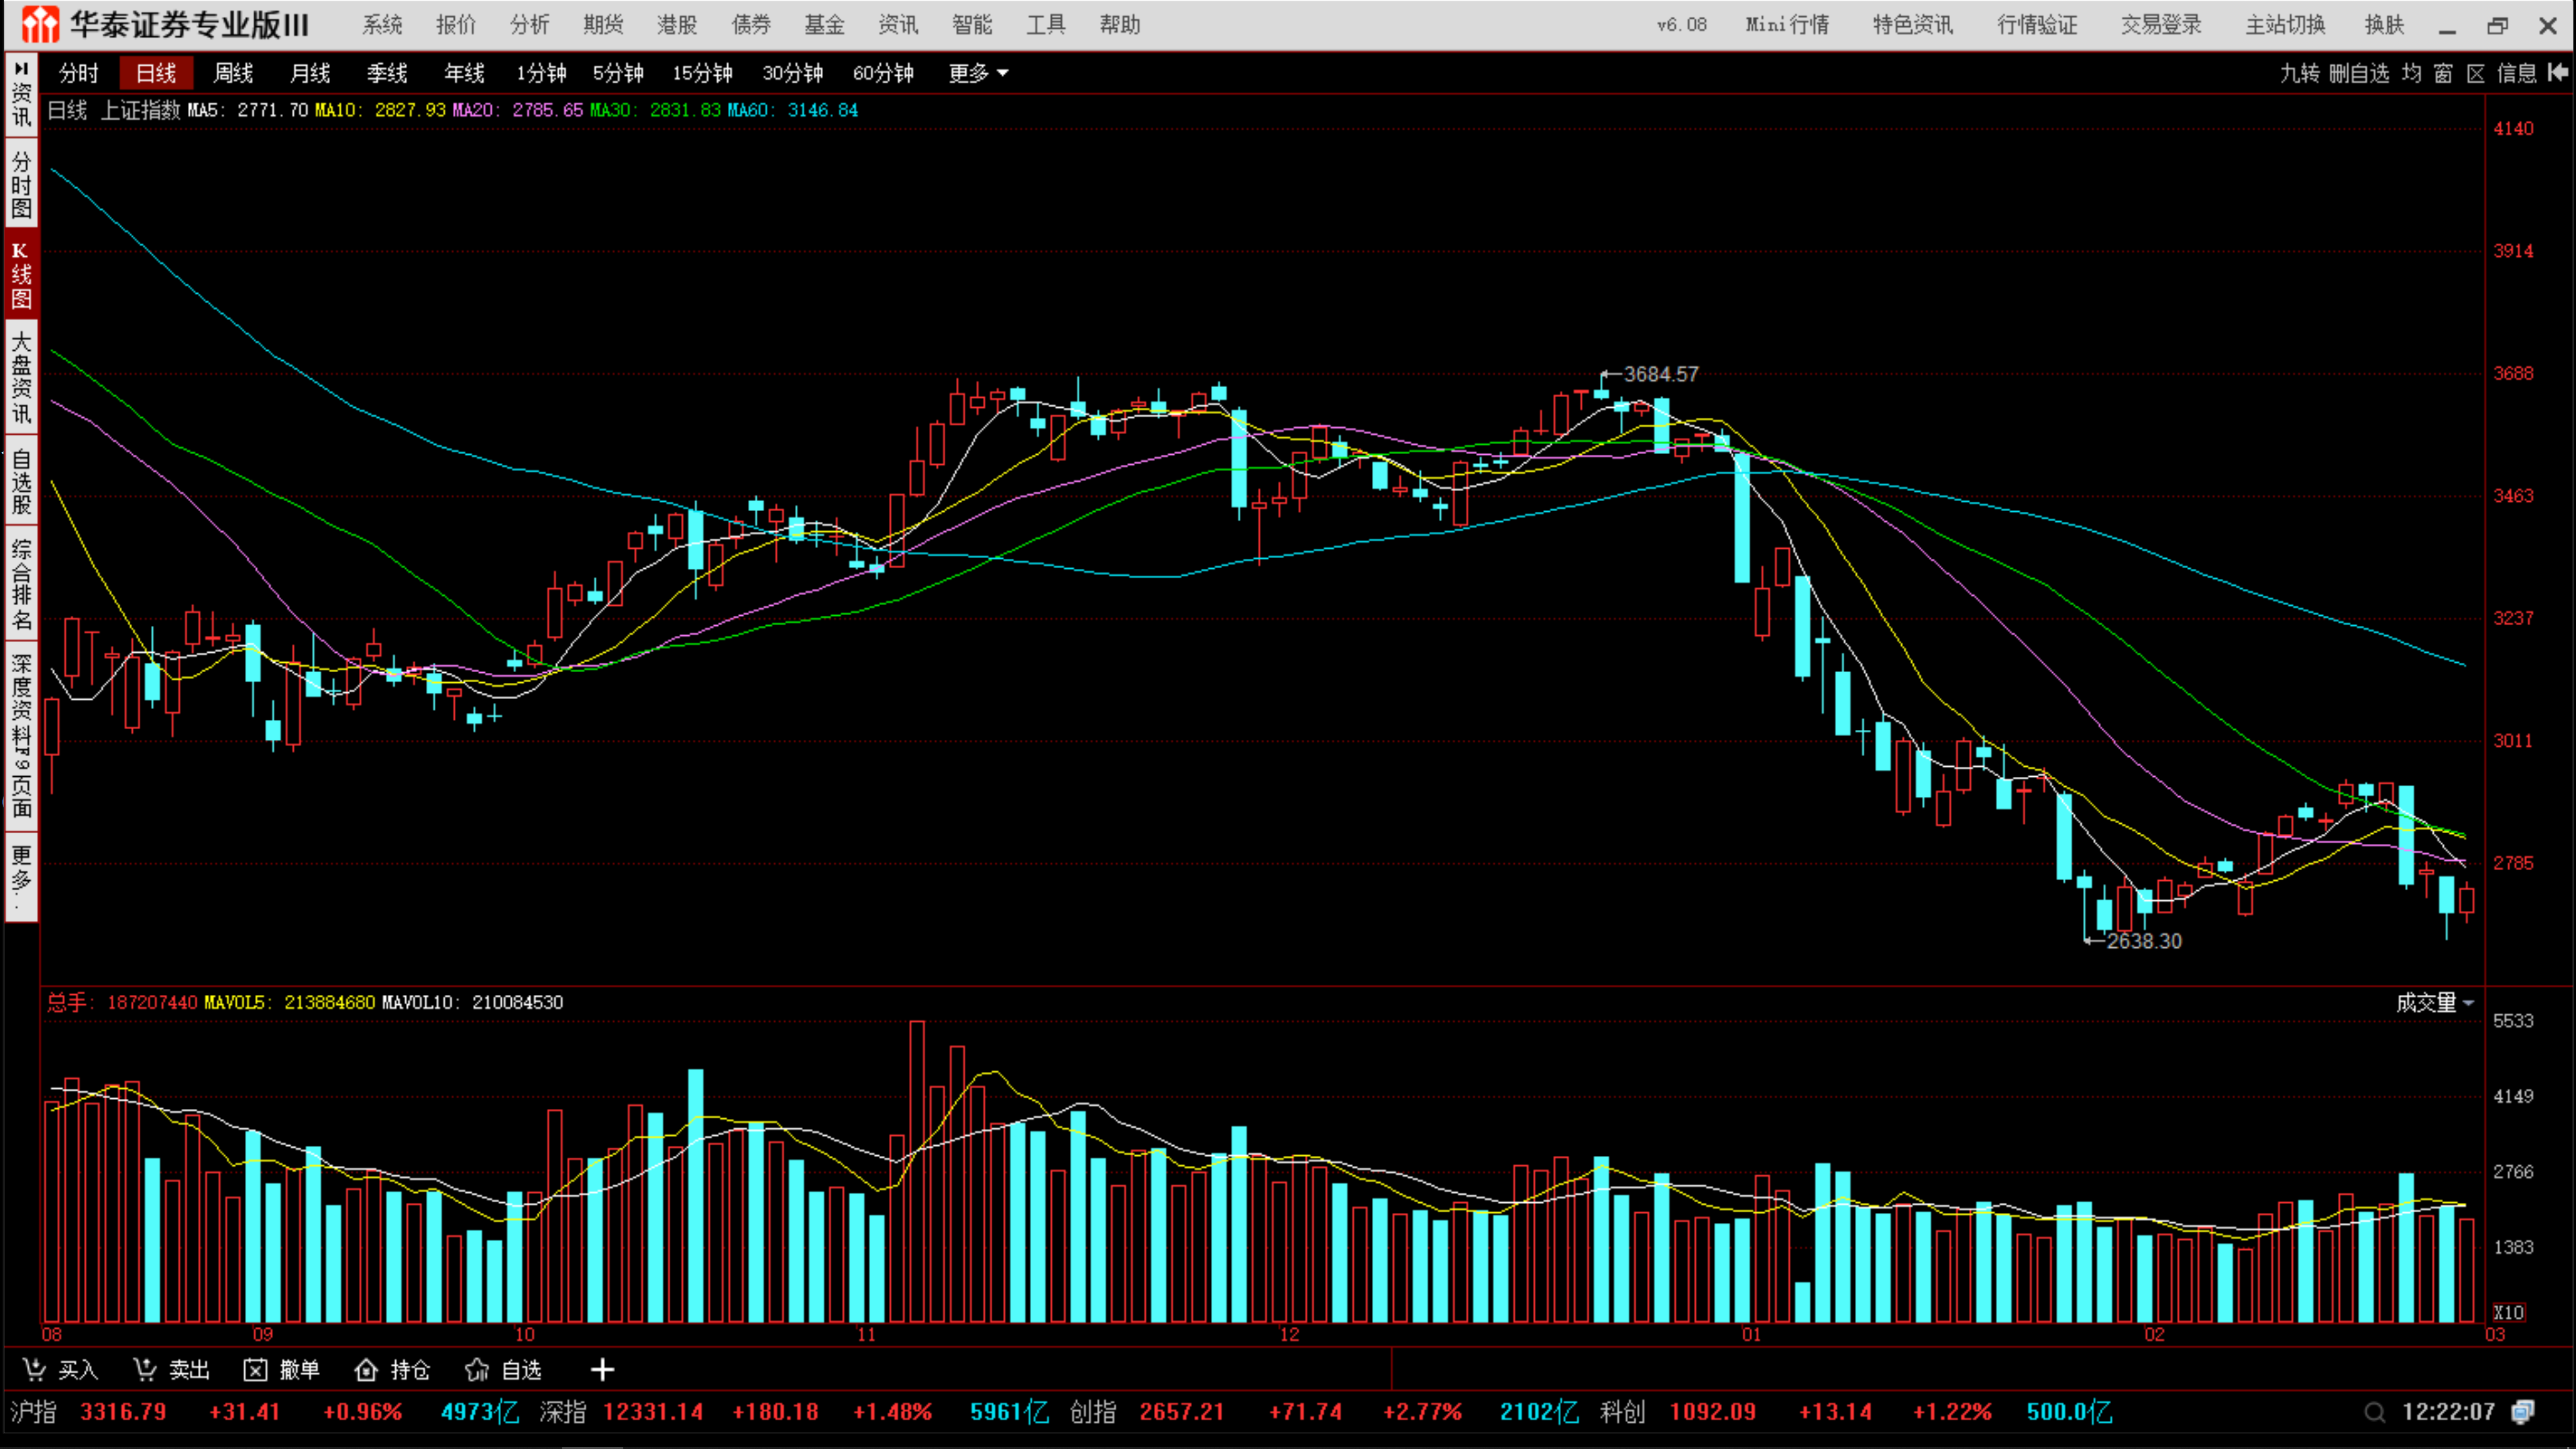 华泰证券专业版III 系统 报价 分析 期货 港股 债券 基金 资讯 智能 工具 帮助 v6.08 Mini行情 特色资讯 行情验证 交易登录 主站切换 换肤
分时 日线 周线 月线 季线 年线 1分钟 5分钟 15分钟 30分钟 60分钟 更多 九转 删自选 均 窗 区 信息
资讯
分时图
K线图
大盘资讯
自选股
综合排名
深度资料F9页面
更多..
日线 上证指数 MA5: 2771.70 MA10: 2827.93 MA20: 2785.65 MA30: 2831.83 MA60: 3146.84
4140
3914
3684.57
3688
3463
3237
3011
2785
2638.30
总手: 187207440 MAVOL5: 213884680 MAVOL10: 210084530 成交量
5533
4149
2766
1383
X10
08 09 10 11 12 01 02 03
买入 卖出 撤单 持仓 自选
沪指 3316.79 +31.41 +0.96% 4973亿 深指 12331.14 +180.18 +1.48% 5961亿 创指 2657.21 +71.74 +2.77% 2102亿 科创 1092.09 +13.14 +1.22% 500.0亿 12:22:07